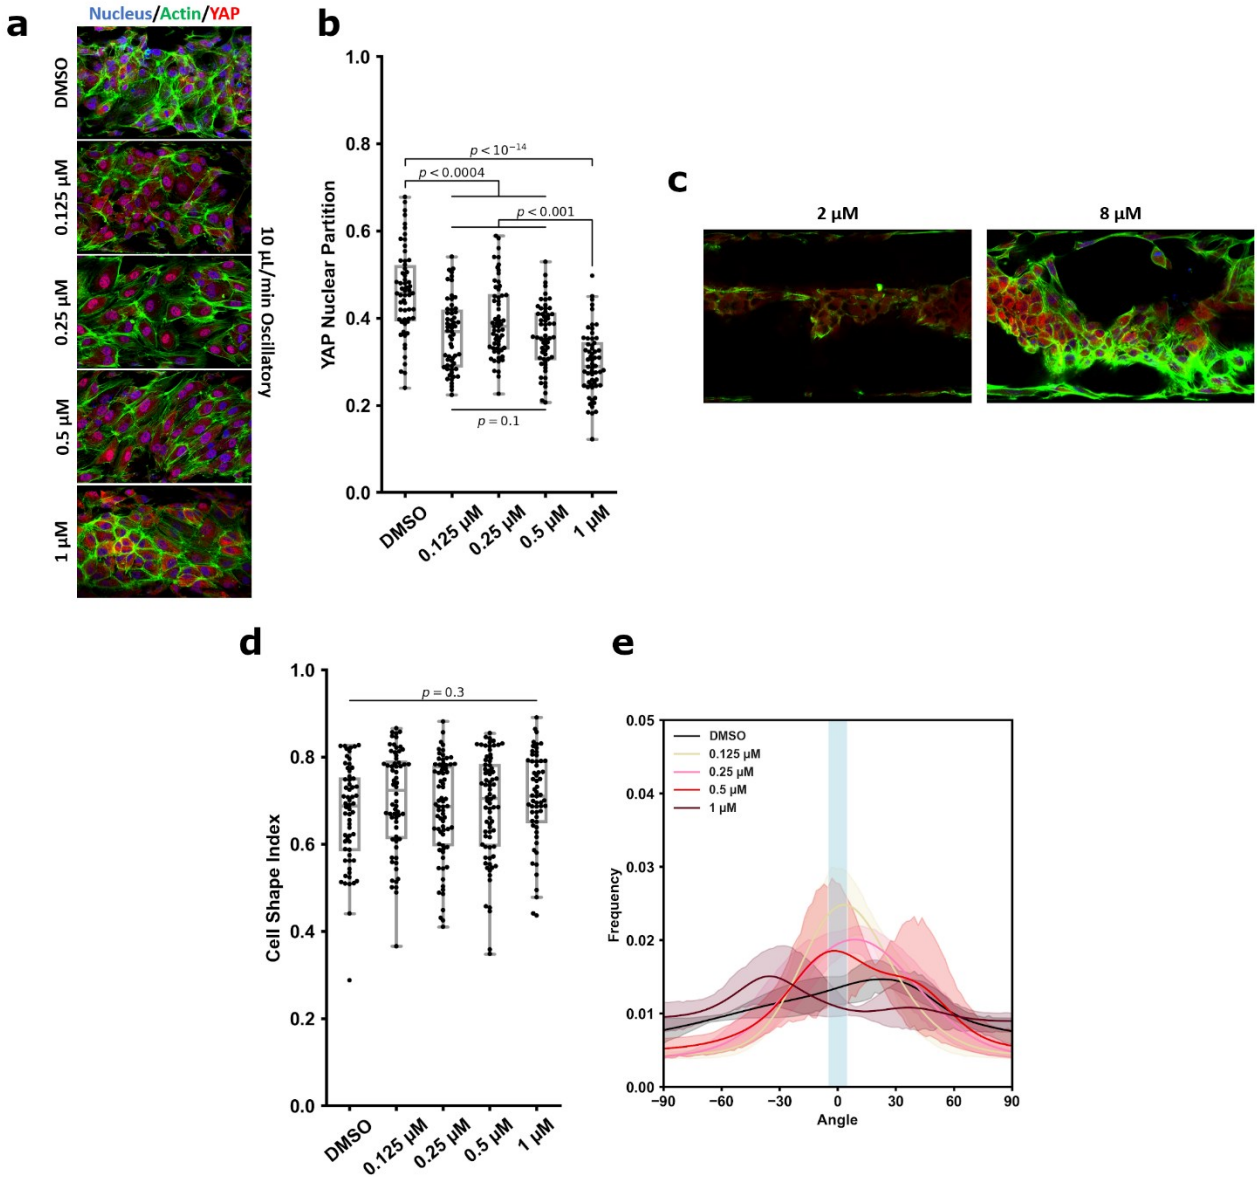 a
Nucleus/Actin/YAP
DMSO
0.125 µM
0.25 µM
0.5 µM
1 µM
10 µL/min Oscillatory
b
YAP Nuclear Partition
1.0
0.8
0.6
0.4
0.2
0.0
p < 10⁻¹⁴
p < 0.0004
p < 0.001
p = 0.1
DMSO
0.125 µM
0.25 µM
0.5 µM
1 µM
c
2 µM
8 µM
d
Cell Shape Index
1.0
0.8
0.6
0.4
0.2
0.0
p = 0.3
DMSO
0.125 µM
0.25 µM
0.5 µM
1 µM
e
Frequency
0.05
0.04
0.03
0.02
0.01
0.00
DMSO
0.125 µM
0.25 µM
0.5 µM
1 µM
−90 −60 −30 0 30 60 90
Angle